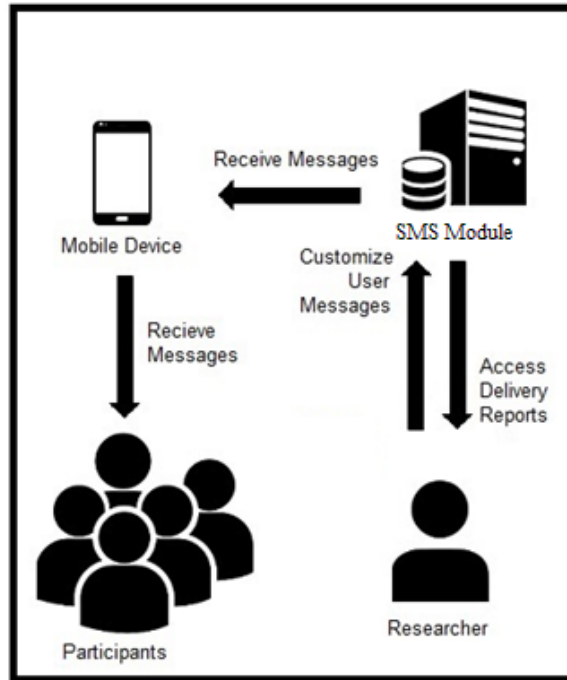 Receive Messages
SMS Module
Mobile Device
Customize
User
Messages
Recieve
Messages
Access
Delivery
Reports
Researcher
Participants